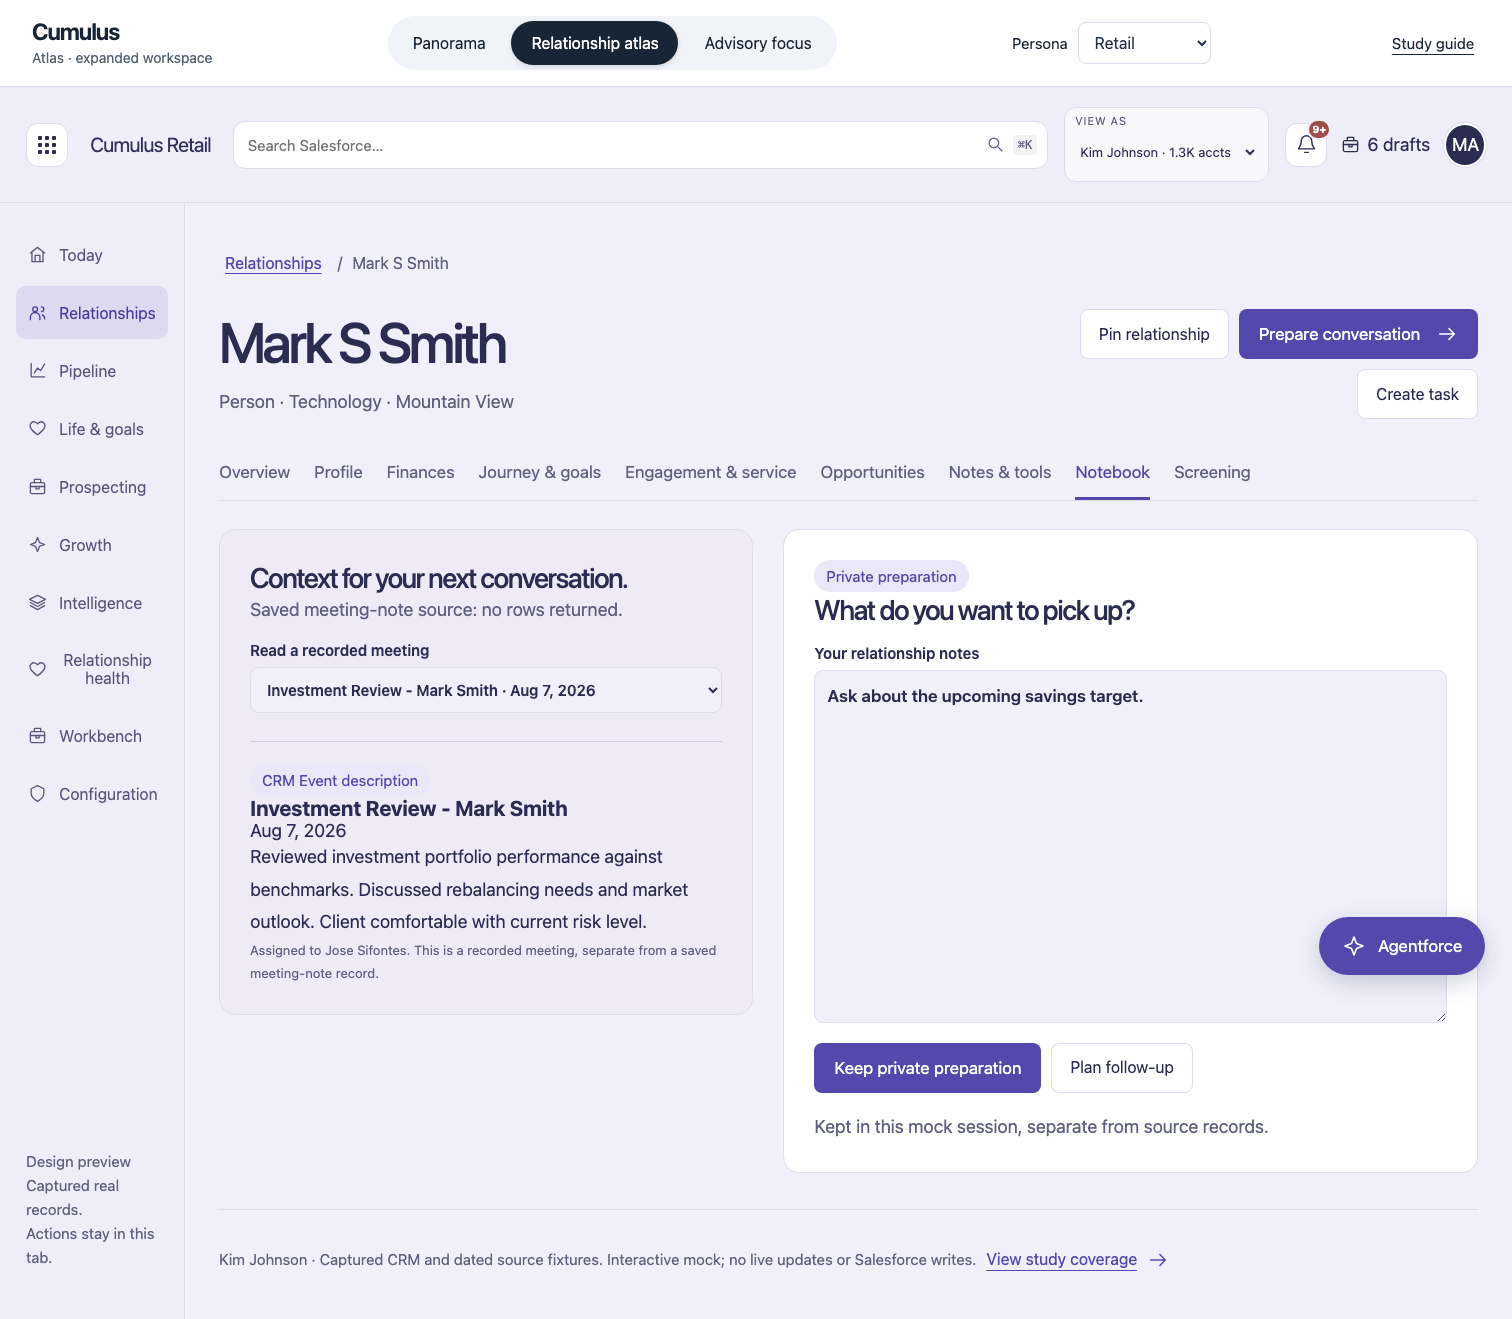 Cumulus
Atlas · expanded workspace
Panorama
Relationship atlas
Advisory focus
Persona
Retail
Study guide
Cumulus Retail
Search Salesforce...
⌘K
VIEW AS
Kim Johnson · 1.3K accts
9+
6 drafts
MA
Today
Relationships
Pipeline
Life & goals
Prospecting
Growth
Intelligence
Relationship
health
Workbench
Configuration
Design preview
Captured real
records.
Actions stay in this
tab.
Relationships / Mark S Smith
Mark S Smith
Person · Technology · Mountain View
Pin relationship
Prepare conversation →
Create task
Overview
Profile
Finances
Journey & goals
Engagement & service
Opportunities
Notes & tools
Notebook
Screening
Context for your next conversation.
Saved meeting-note source: no rows returned.
Read a recorded meeting
Investment Review - Mark Smith · Aug 7, 2026
CRM Event description
Investment Review - Mark Smith
Aug 7, 2026
Reviewed investment portfolio performance against
benchmarks. Discussed rebalancing needs and market
outlook. Client comfortable with current risk level.
Assigned to Jose Sifontes. This is a recorded meeting, separate from a saved
meeting-note record.
Private preparation
What do you want to pick up?
Your relationship notes
Ask about the upcoming savings target.
Agentforce
Keep private preparation
Plan follow-up
Kept in this mock session, separate from source records.
Kim Johnson · Captured CRM and dated source fixtures. Interactive mock; no live updates or Salesforce writes. View study coverage →